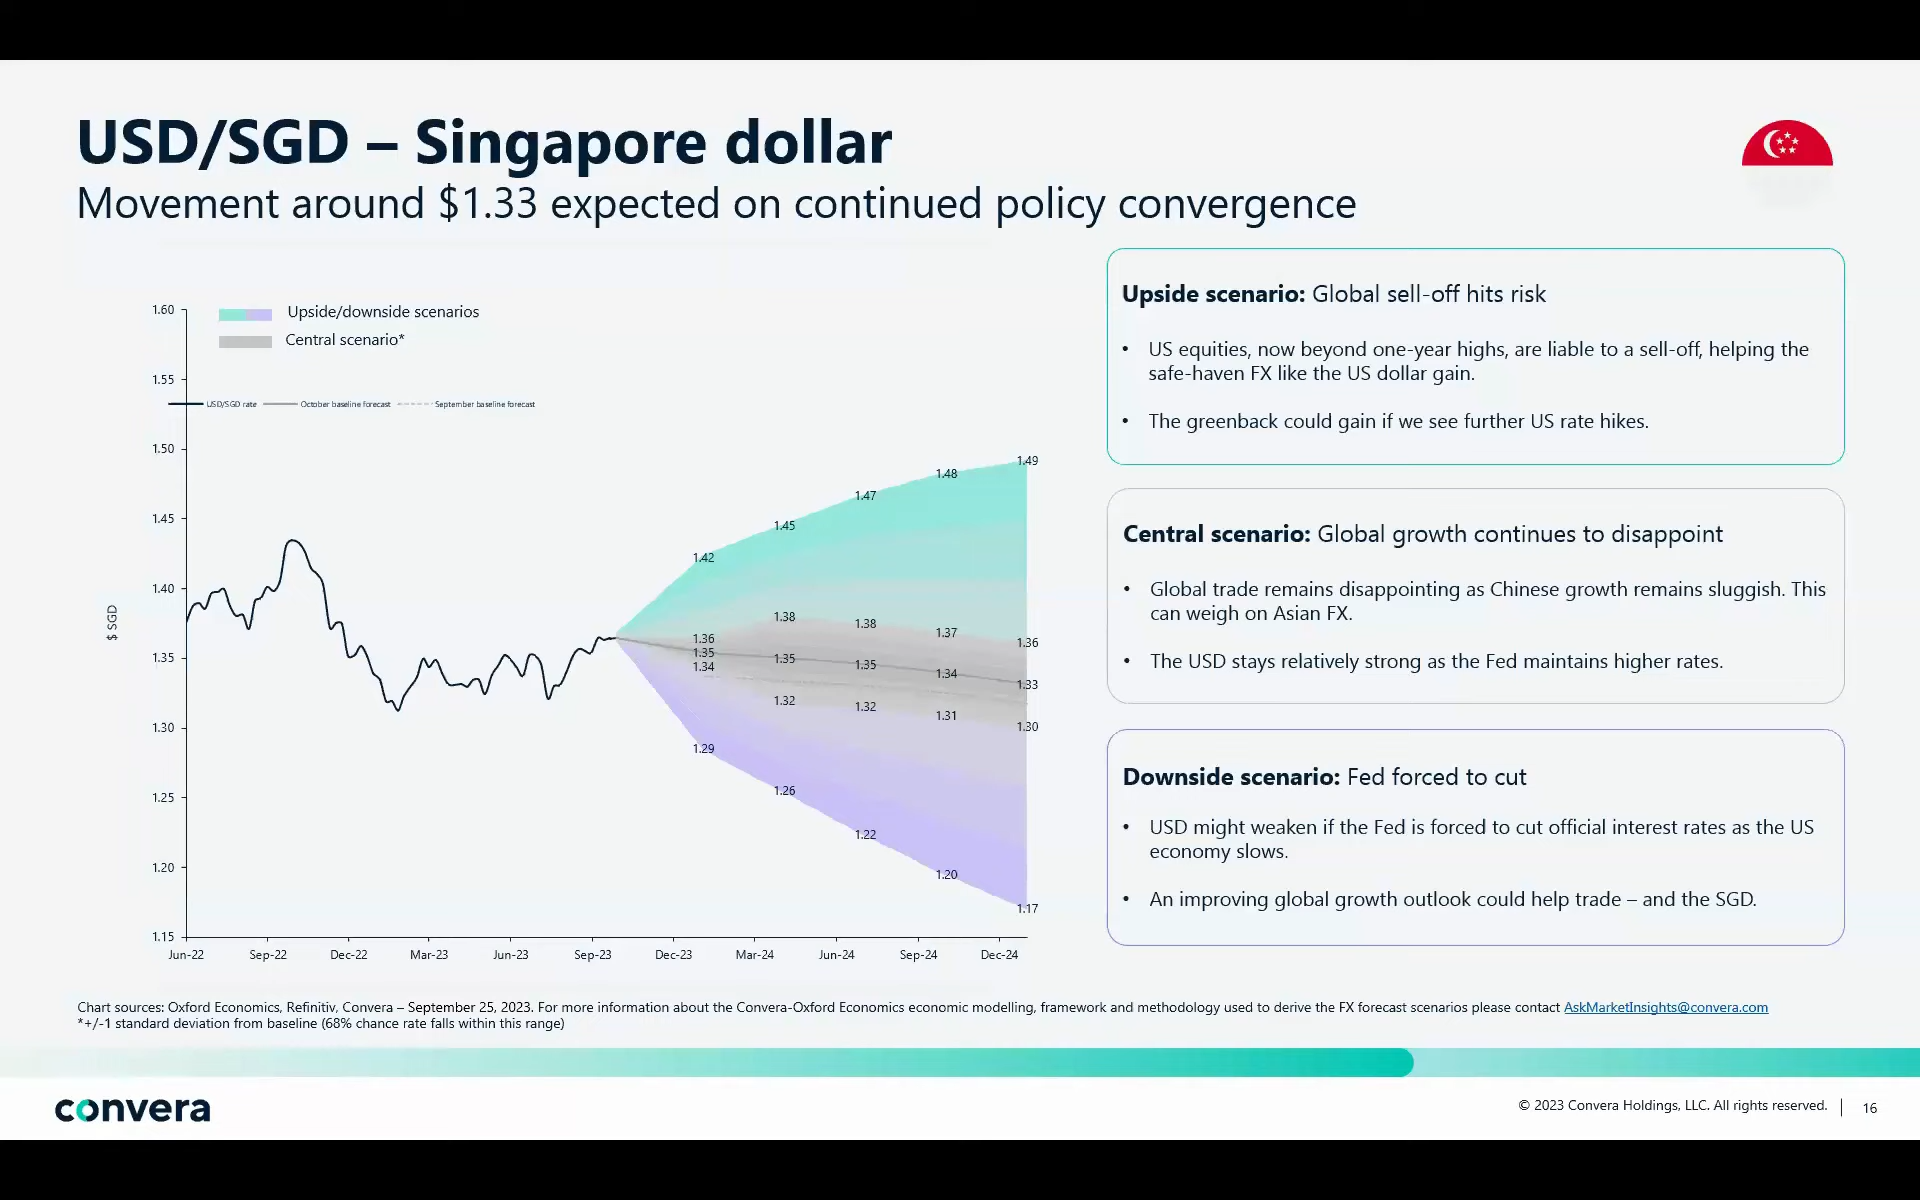 USD/SGD – Singapore dollar
Movement around $1.33 expected on continued policy convergence
Upside/downside scenarios
Central scenario*
USD/SGD rate
October baseline forecast
September baseline forecast
$ SGD
1.60
1.55
1.50
1.45
1.40
1.35
1.30
1.25
1.20
1.15
Jun-22
Sep-22
Dec-22
Mar-23
Jun-23
Sep-23
Dec-23
Mar-24
Jun-24
Sep-24
Dec-24
1.42
1.45
1.47
1.48
1.49
1.36
1.38
1.38
1.37
1.36
1.35
1.35
1.35
1.34
1.33
1.34
1.32
1.32
1.31
1.30
1.29
1.26
1.22
1.20
1.17
Upside scenario: Global sell-off hits risk
• US equities, now beyond one-year highs, are liable to a sell-off, helping the
safe-haven FX like the US dollar gain.
• The greenback could gain if we see further US rate hikes.
Central scenario: Global growth continues to disappoint
• Global trade remains disappointing as Chinese growth remains sluggish. This
can weigh on Asian FX.
• The USD stays relatively strong as the Fed maintains higher rates.
Downside scenario: Fed forced to cut
• USD might weaken if the Fed is forced to cut official interest rates as the US
economy slows.
• An improving global growth outlook could help trade – and the SGD.
Chart sources: Oxford Economics, Refinitiv, Convera – September 25, 2023. For more information about the Convera-Oxford Economics economic modelling, framework and methodology used to derive the FX forecast scenarios please contact AskMarketInsights@convera.com
*+/-1 standard deviation from baseline (68% chance rate falls within this range)
convera
© 2023 Convera Holdings, LLC. All rights reserved. | 16